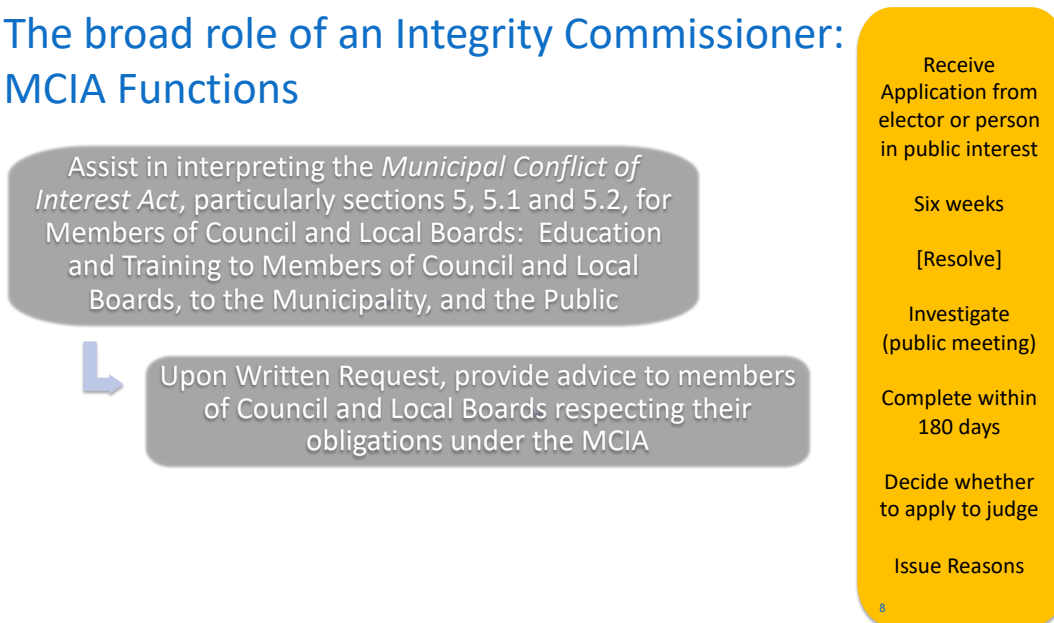 The broad role of an Integrity Commissioner:
MCIA Functions
Assist in interpreting the Municipal Conflict of
Interest Act, particularly sections 5, 5.1 and 5.2, for
Members of Council and Local Boards:  Education
and Training to Members of Council and Local
Boards, to the Municipality, and the Public
Upon Written Request, provide advice to members
of Council and Local Boards respecting their
obligations under the MCIA
Receive
Application from
elector or person
in public interest
Six weeks
[Resolve]
Investigate
(public meeting)
Complete within
180 days
Decide whether
to apply to judge
Issue Reasons
8